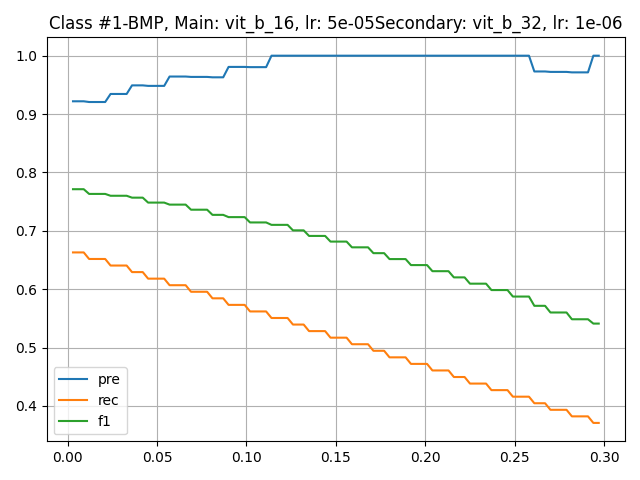 Class #1-BMP, Main: vit_b_16, lr: 5e-05Secondary: vit_b_32, lr: 1e-06
1.0
0.9
0.8
0.7
0.6
0.5
0.4
pre
rec
f1
0.00 0.05 0.10 0.15 0.20 0.25 0.30